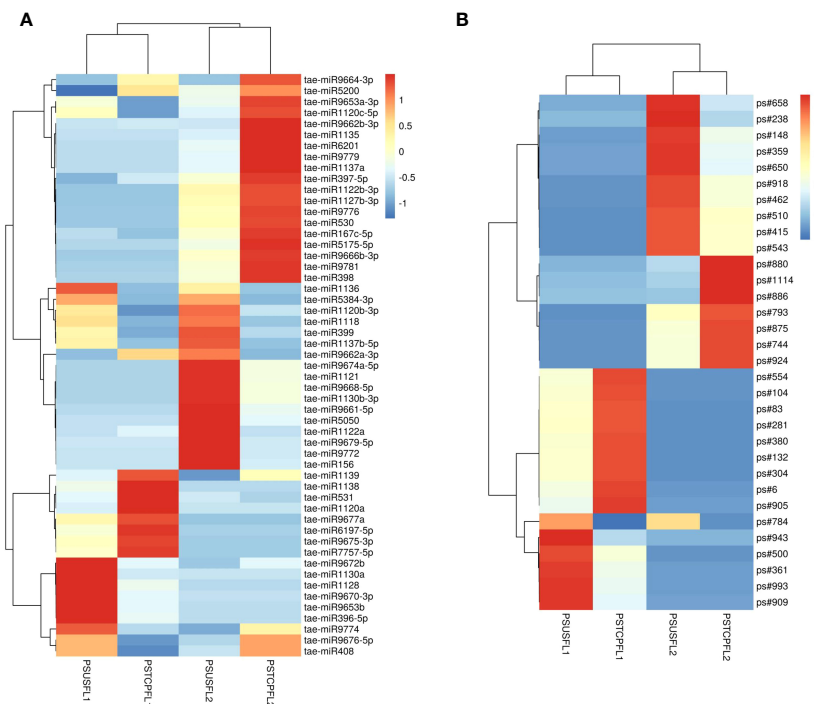 A
B
tae-miR9664-3p
tae-miR5200
tae-miR9653a-3p
tae-miR1120c-5p
tae-miR9662b-3p
tae-miR1135
tae-miR6201
tae-miR9779
tae-miR1137a
tae-miR397-5p
tae-miR1122b-3p
tae-miR1127b-3p
tae-miR9776
tae-miR530
tae-miR167c-5p
tae-miR5175-5p
tae-miR9666b-3p
tae-miR9781
tae-miR398
tae-miR1136
tae-miR5384-3p
tae-miR1120b-3p
tae-miR1118
tae-miR399
tae-miR1137b-5p
tae-miR9662a-3p
tae-miR9674a-5p
tae-miR1121
tae-miR9668-5p
tae-miR1130b-3p
tae-miR9661-5p
tae-miR5050
tae-miR1122a
tae-miR9679-5p
tae-miR9772
tae-miR156
tae-miR1139
tae-miR1138
tae-miR531
tae-miR1120a
tae-miR9677a
tae-miR6197-5p
tae-miR9675-3p
tae-miR7757-5p
tae-miR9672b
tae-miR1130a
tae-miR1128
tae-miR9670-3p
tae-miR9653b
tae-miR396-5p
tae-miR9774
tae-miR9676-5p
tae-miR408
1
0.5
0
-0.5
-1
PSUSFL1
PSTCPFL1
PSUSFL2
PSTCPFL2
ps#658
ps#238
ps#148
ps#359
ps#650
ps#918
ps#462
ps#510
ps#415
ps#543
ps#880
ps#1114
ps#886
ps#793
ps#875
ps#744
ps#924
ps#554
ps#104
ps#83
ps#281
ps#380
ps#132
ps#304
ps#6
ps#905
ps#784
ps#943
ps#500
ps#361
ps#993
ps#909
PSUSFL1
PSTCPFL1
PSUSFL2
PSTCPFL2